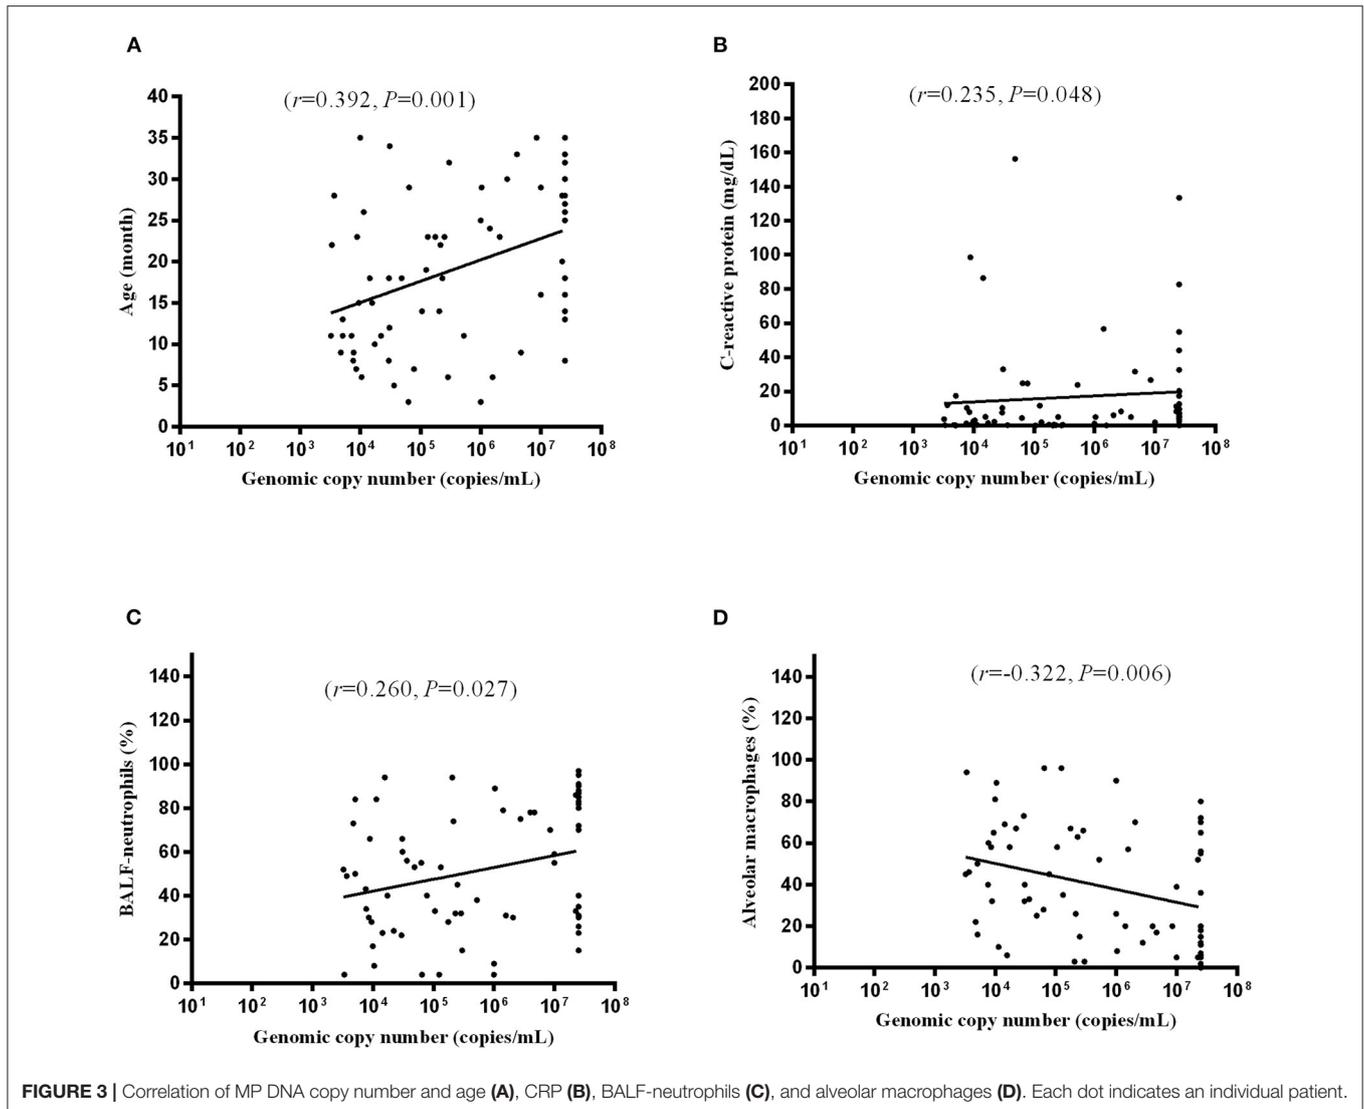 A
(r=0.392, P=0.001)
40
35
30
25
20
15
10
5
0
Age (month)
10¹ 10² 10³ 10⁴ 10⁵ 10⁶ 10⁷ 10⁸
Genomic copy number (copies/mL)
B
(r=0.235, P=0.048)
200
180
160
140
120
100
80
60
40
20
0
C-reactive protein (mg/dL)
10¹ 10² 10³ 10⁴ 10⁵ 10⁶ 10⁷ 10⁸
Genomic copy number (copies/mL)
C
(r=0.260, P=0.027)
140
120
100
80
60
40
20
0
BALF-neutrophils (%)
10¹ 10² 10³ 10⁴ 10⁵ 10⁶ 10⁷ 10⁸
Genomic copy number (copies/mL)
D
(r=-0.322, P=0.006)
140
120
100
80
60
40
20
0
Alveolar macrophages (%)
10¹ 10² 10³ 10⁴ 10⁵ 10⁶ 10⁷ 10⁸
Genomic copy number (copies/mL)
FIGURE 3 | Correlation of MP DNA copy number and age (A), CRP (B), BALF-neutrophils (C), and alveolar macrophages (D). Each dot indicates an individual patient.